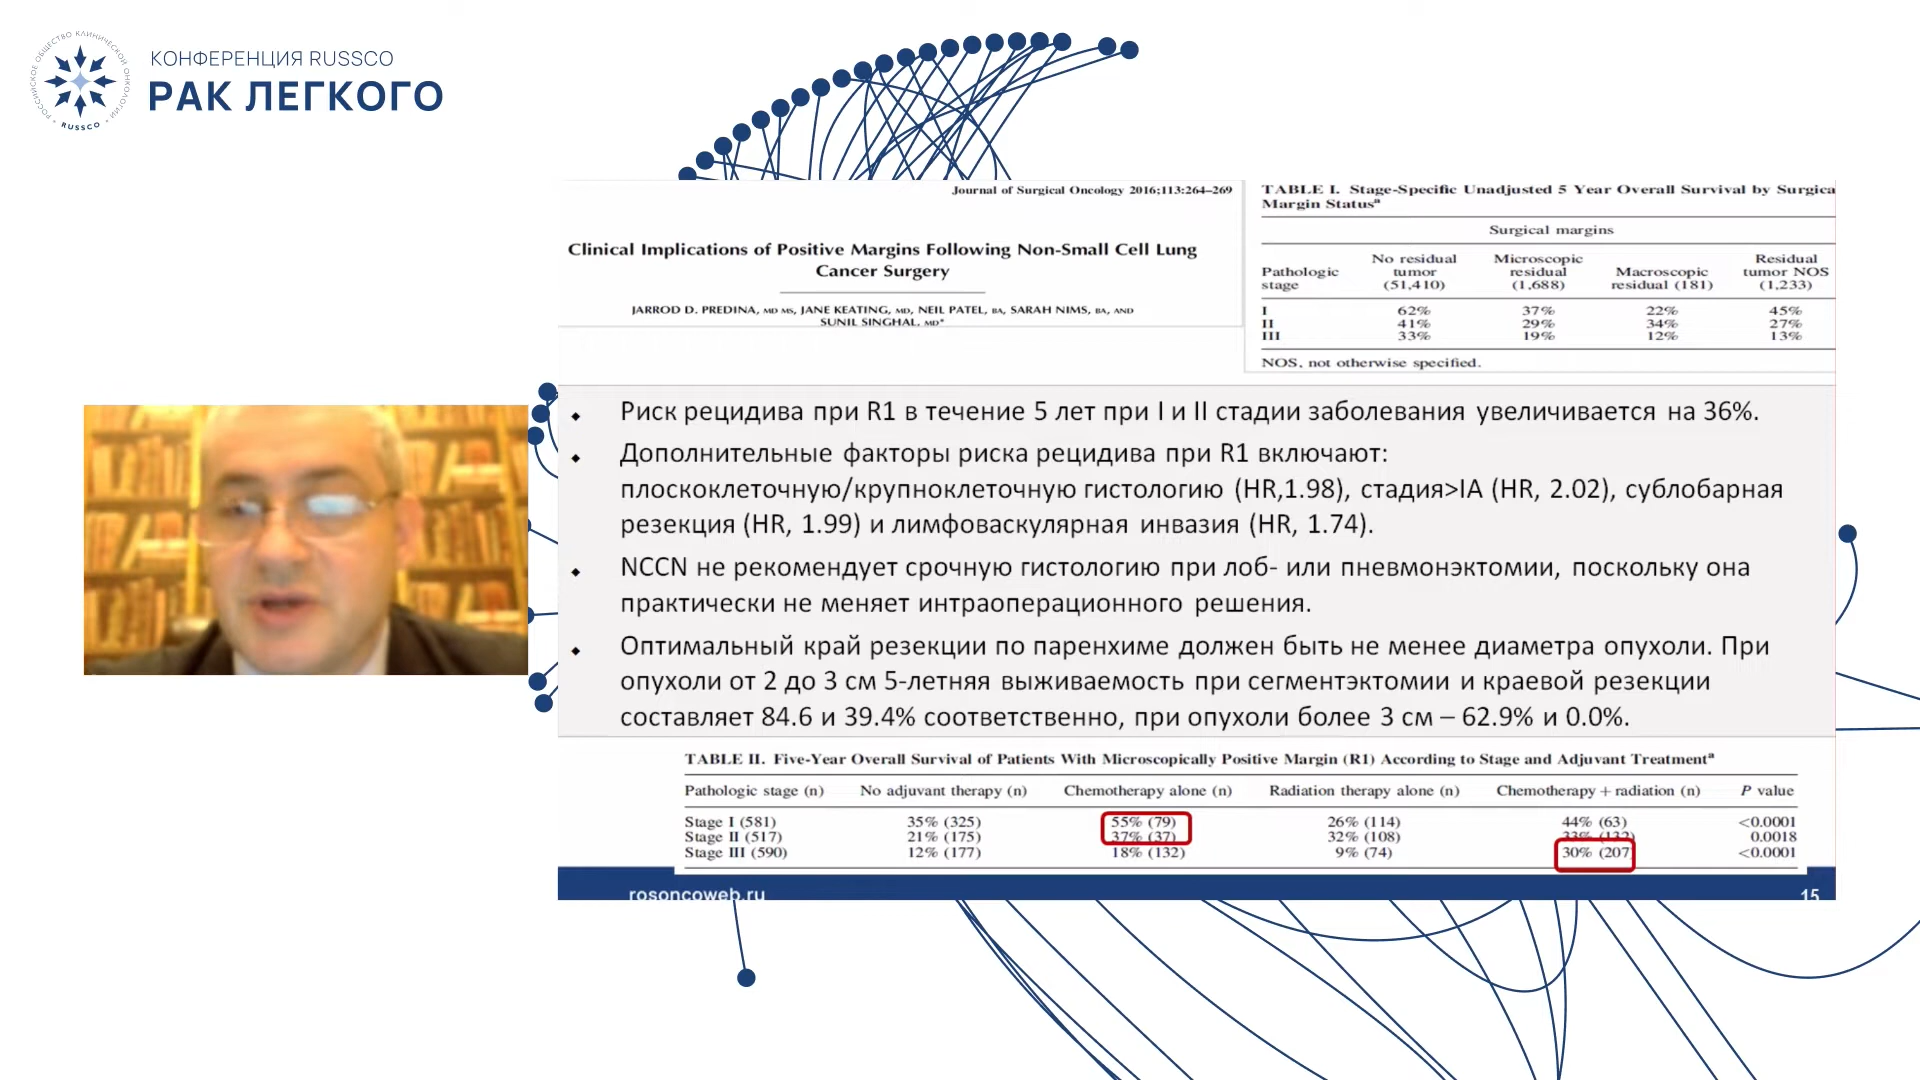 РОССИЙСКОЕ ОБЩЕСТВО КЛИНИЧЕСКОЙ ОНКОЛОГИИ
• RUSSCO •
КОНФЕРЕНЦИЯ RUSSCO
РАК ЛЕГКОГО
Journal of Surgical Oncology 2016;113:264–269
Clinical Implications of Positive Margins Following Non-Small Cell Lung
Cancer Surgery
JARROD D. PREDINA, MD MS, JANE KEATING, MD, NEIL PATEL, BA, SARAH NIMS, BA, AND
SUNIL SINGHAL, MD*
TABLE I. Stage-Specific Unadjusted 5 Year Overall Survival by Surgica
Margin Statusª
Surgical margins
Pathologic stage | No residual tumor (51,410) | Microscopic residual (1,688) | Macroscopic residual (181) | Residual tumor NOS (1,233)
I 62% 37% 22% 45%
II 41% 29% 34% 27%
III 33% 19% 12% 13%
NOS, not otherwise specified.
⬥ Риск рецидива при R1 в течение 5 лет при I и II стадии заболевания увеличивается на 36%.
⬥ Дополнительные факторы риска рецидива при R1 включают:
плоскоклеточную/крупноклеточную гистологию (HR,1.98), стадия>IA (HR, 2.02), сублобарная
резекция (HR, 1.99) и лимфоваскулярная инвазия (HR, 1.74).
⬥ NCCN не рекомендует срочную гистологию при лоб- или пневмонэктомии, поскольку она
практически не меняет интраоперационного решения.
⬥ Оптимальный край резекции по паренхиме должен быть не менее диаметра опухоли. При
опухоли от 2 до 3 см 5-летняя выживаемость при сегментэктомии и краевой резекции
составляет 84.6 и 39.4% соответственно, при опухоли более 3 см – 62.9% и 0.0%.
TABLE II. Five-Year Overall Survival of Patients With Microscopically Positive Margin (R1) According to Stage and Adjuvant Treatmentª
Pathologic stage (n) No adjuvant therapy (n) Chemotherapy alone (n) Radiation therapy alone (n) Chemotherapy + radiation (n) P value
Stage I (581) 35% (325) 55% (79) 26% (114) 44% (63) <0.0001
Stage II (517) 21% (175) 37% (37) 32% (108) 33% (132) 0.0018
Stage III (590) 12% (177) 18% (132) 9% (74) 30% (207) <0.0001
rosoncoweb.ru
15